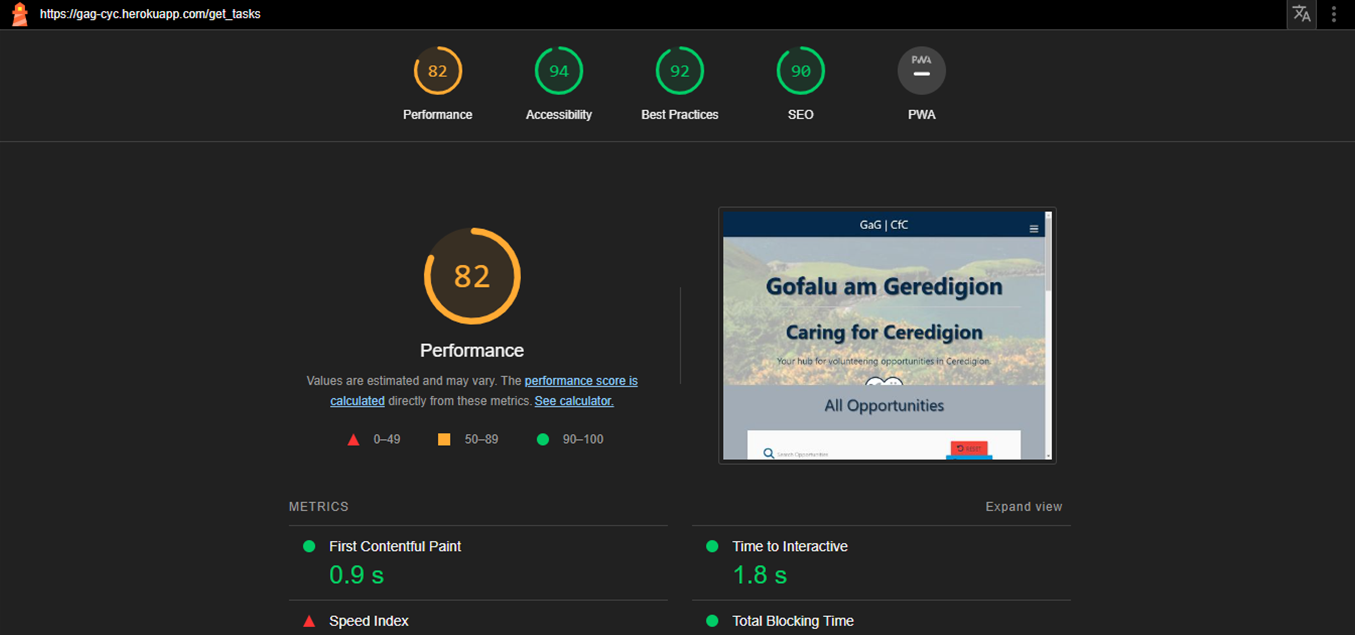 https://gag-cyc.herokuapp.com/get_tasks
82 94 92 90 PWA
Performance Accessibility Best Practices SEO PWA
82
Performance
Values are estimated and may vary. The performance score is
calculated directly from these metrics. See calculator.
0–49 50–89 90–100
GaG | CfC
Gofalu am Geredigion
Caring for Ceredigion
Your hub for volunteering opportunities in Ceredigion
All Opportunities
Search Opportunities
METRICS Expand view
First Contentful Paint
0.9 s
Time to Interactive
1.8 s
Speed Index
Total Blocking Time